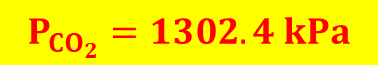 P_CO₂ = 1302.4 kPa